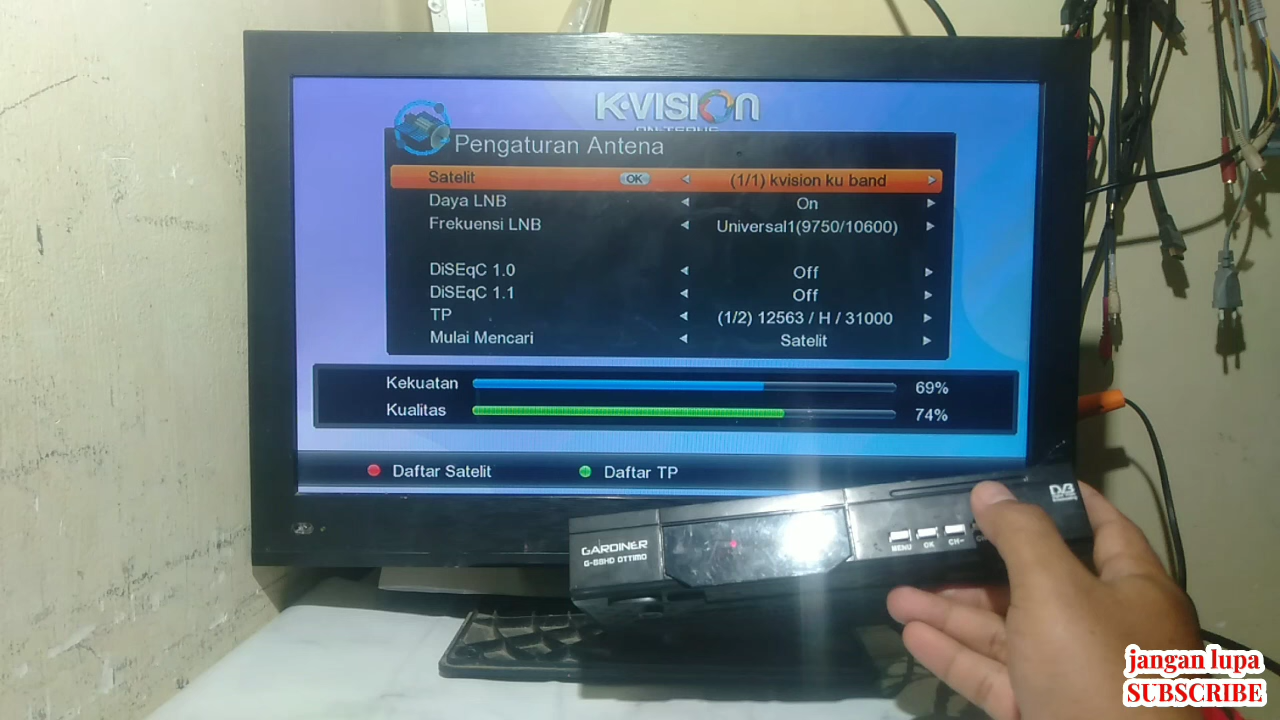 K-VISION
Pengaturan Antena
Satelit OK (1/1) kvision ku band
Daya LNB On
Frekuensi LNB Universal1(9750/10600)
DiSEqC 1.0 Off
DiSEqC 1.1 Off
TP (1/2) 12563 / H / 31000
Mulai Mencari Satelit
Kekuatan 69%
Kualitas 74%
Daftar Satelit Daftar TP
DVB
GARDINER
G-88HD OTTIMO
MENU OK CH-
jangan lupa
SUBSCRIBE